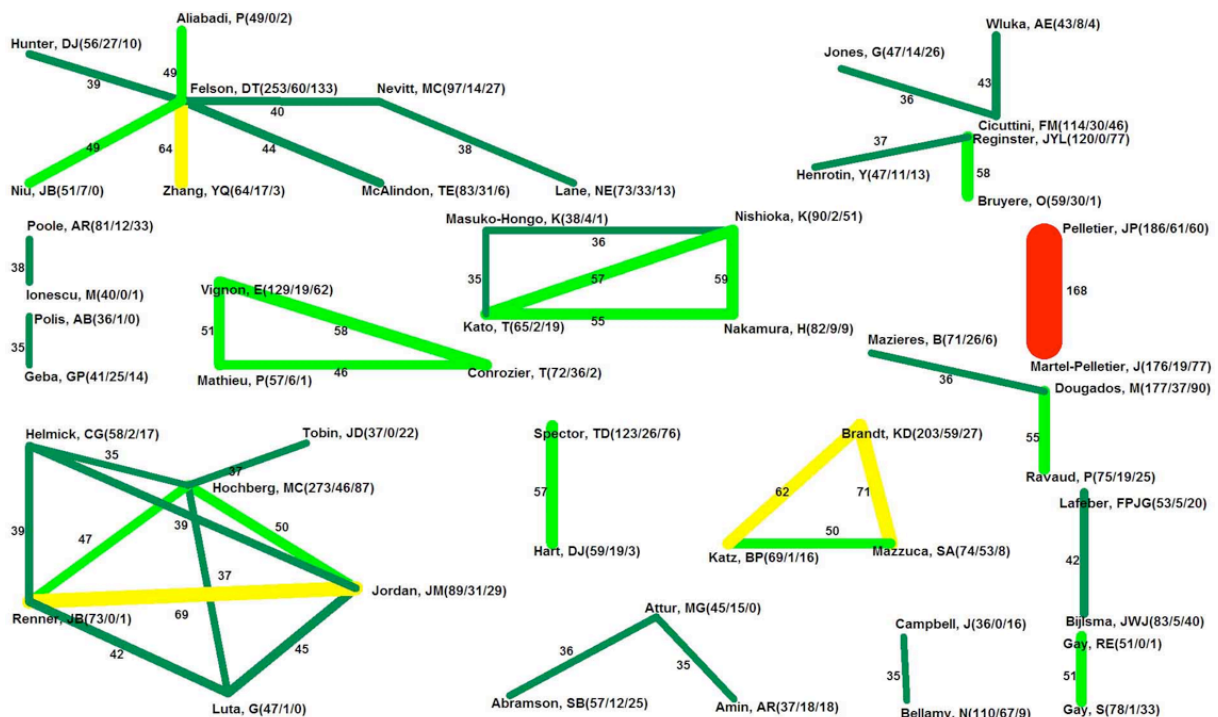 Aliabadi, P(49/0/2)
Hunter, DJ(56/27/10)
39
49
Felson, DT(253/60/133)
Nevitt, MC(97/14/27)
40
49
64
44
38
Niu, JB(51/7/0)
Zhang, YQ(64/17/3)
McAlindon, TE(83/31/6)
Lane, NE(73/33/13)
Wluka, AE(43/8/4)
Jones, G(47/14/26)
43
36
Cicuttini, FM(114/30/46)
Reginster, JYL(120/0/77)
37
Henrotin, Y(47/11/13)
58
Bruyere, O(59/30/1)
Poole, AR(81/12/33)
38
Ionescu, M(40/0/1)
Polis, AB(36/1/0)
35
Geba, GP(41/25/14)
Vignon, E(129/19/62)
51
58
46
Mathieu, P(57/6/1)
Conrozier, T(72/36/2)
Masuko-Hongo, K(38/4/1)
Nishioka, K(90/2/51)
36
35
57
59
55
Kato, T(65/2/19)
Nakamura, H(82/9/9)
Pelletier, JP(186/61/60)
168
Martel-Pelletier, J(176/19/77)
Mazieres, B(71/26/6)
36
Dougados, M(177/37/90)
55
Ravaud, P(75/19/25)
Lafeber, FPJG(53/5/20)
42
Bijlsma, JWJ(83/5/40)
Gay, RE(51/0/1)
51
Gay, S(78/1/33)
Helmick, CG(58/2/17)
Tobin, JD(37/0/22)
35
37
Hochberg, MC(273/46/87)
39
47
39
50
37
Jordan, JM(89/31/29)
Renner, JB(73/0/1)
69
42
45
Luta, G(47/1/0)
Spector, TD(123/26/76)
57
Hart, DJ(59/19/3)
Brandt, KD(203/59/27)
62
71
50
Katz, BP(69/1/16)
Mazzuca, SA(74/53/8)
Attur, MG(45/15/0)
36
35
Abramson, SB(57/12/25)
Amin, AR(37/18/18)
Campbell, J(36/0/16)
35
Bellamy, N(110/67/9)